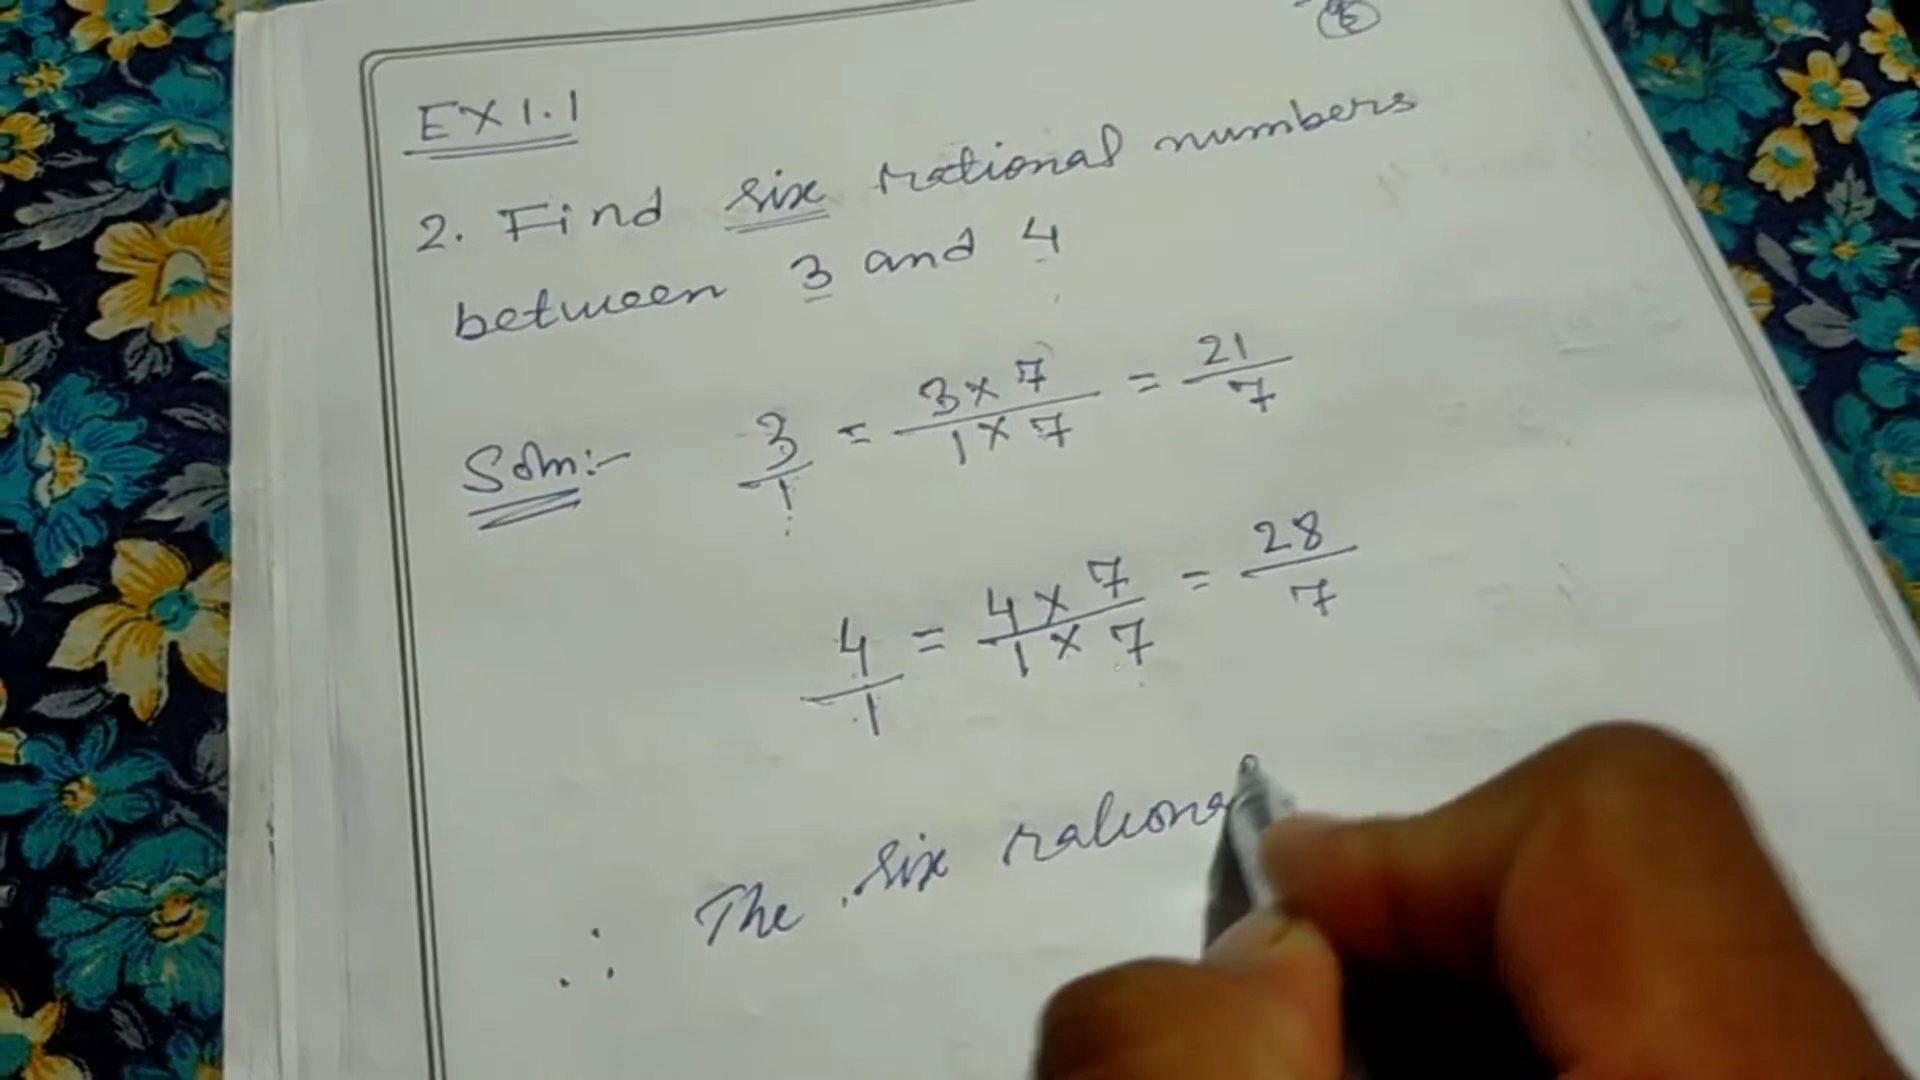 EX 1.1
2. Find six rational numbers
between 3 and 4
Soln:- 3/1 = 3×7/1×7 = 21/7
4/1 = 4×7/1×7 = 28/7
∴ The six rationa